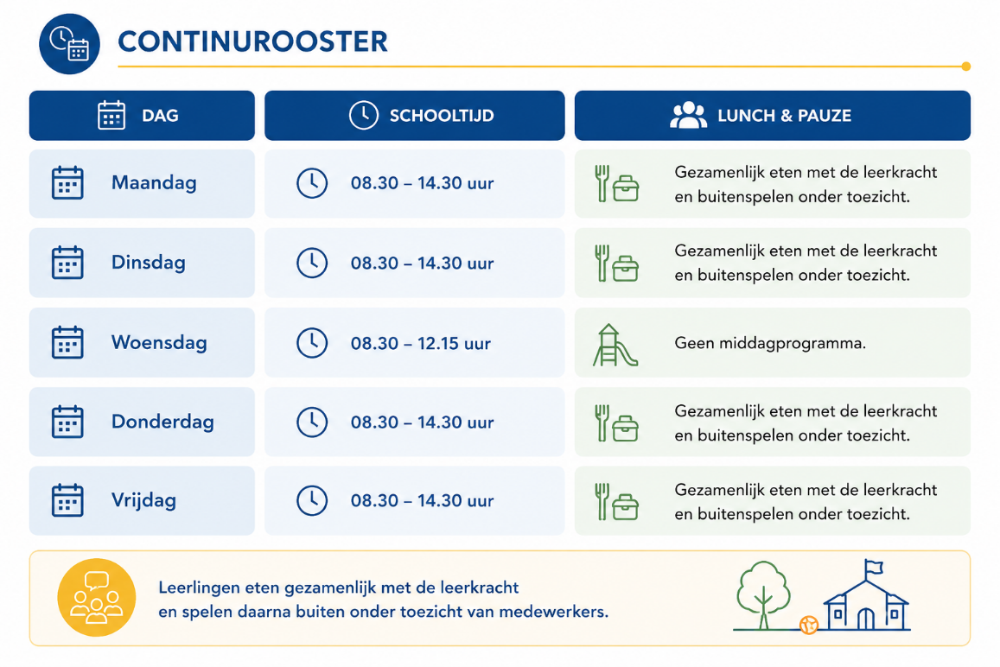 CONTINUROOSTER
DAG
SCHOOLTIJD
LUNCH & PAUZE
Maandag
08.30 – 14.30 uur
Gezamenlijk eten met de leerkracht
en buitenspelen onder toezicht.
Dinsdag
08.30 – 14.30 uur
Gezamenlijk eten met de leerkracht
en buitenspelen onder toezicht.
Woensdag
08.30 – 12.15 uur
Geen middagprogramma.
Donderdag
08.30 – 14.30 uur
Gezamenlijk eten met de leerkracht
en buitenspelen onder toezicht.
Vrijdag
08.30 – 14.30 uur
Gezamenlijk eten met de leerkracht
en buitenspelen onder toezicht.
Leerlingen eten gezamenlijk met de leerkracht
en spelen daarna buiten onder toezicht van medewerkers.